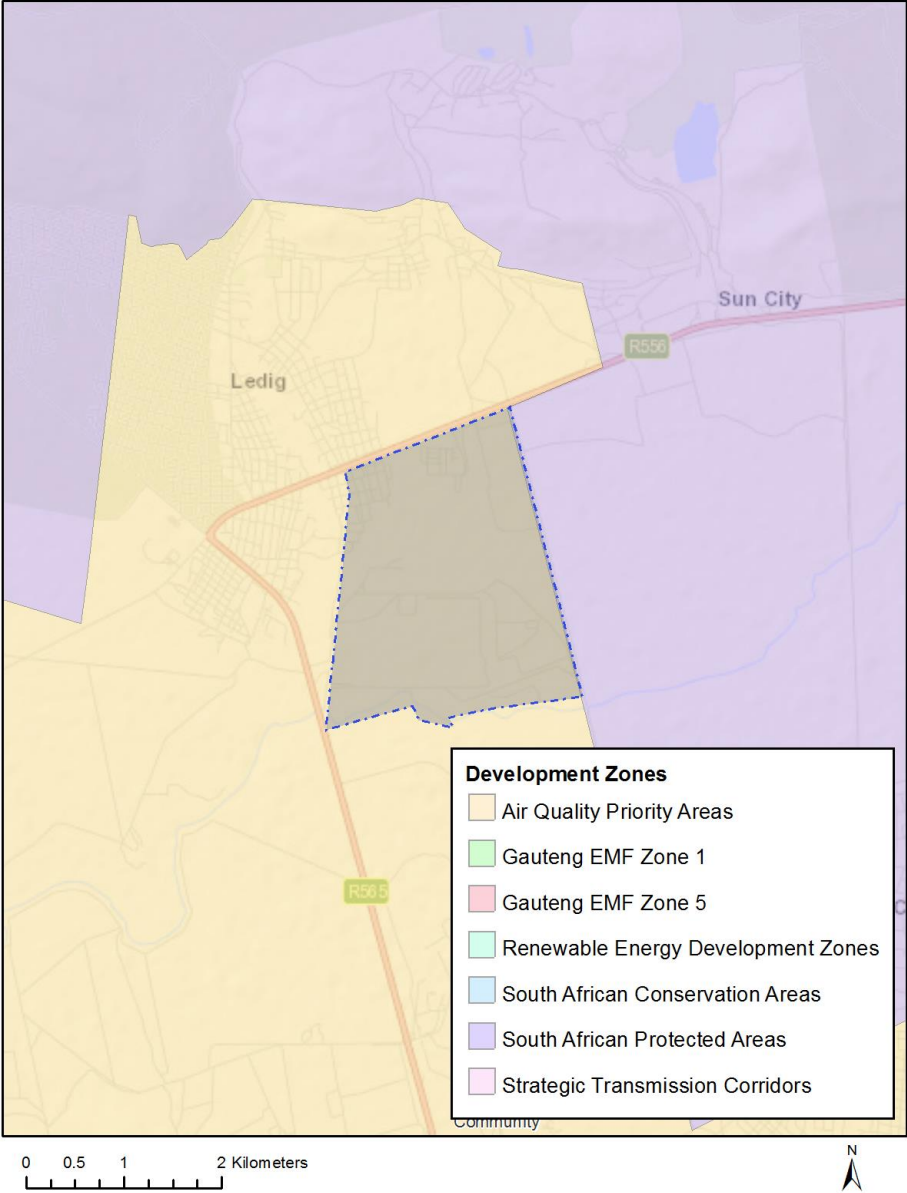 Sun City
R556
Ledig
R565
Development Zones
Air Quality Priority Areas
Gauteng EMF Zone 1
Gauteng EMF Zone 5
Renewable Energy Development Zones
South African Conservation Areas
South African Protected Areas
Strategic Transmission Corridors
Community
0 0.5 1 2 Kilometers
N